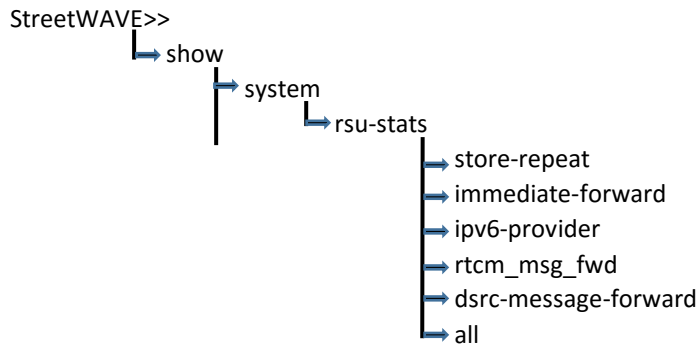 StreetWAVE>>
show
system
rsu-stats
store-repeat
immediate-forward
ipv6-provider
rtcm_msg_fwd
dsrc-message-forward
all